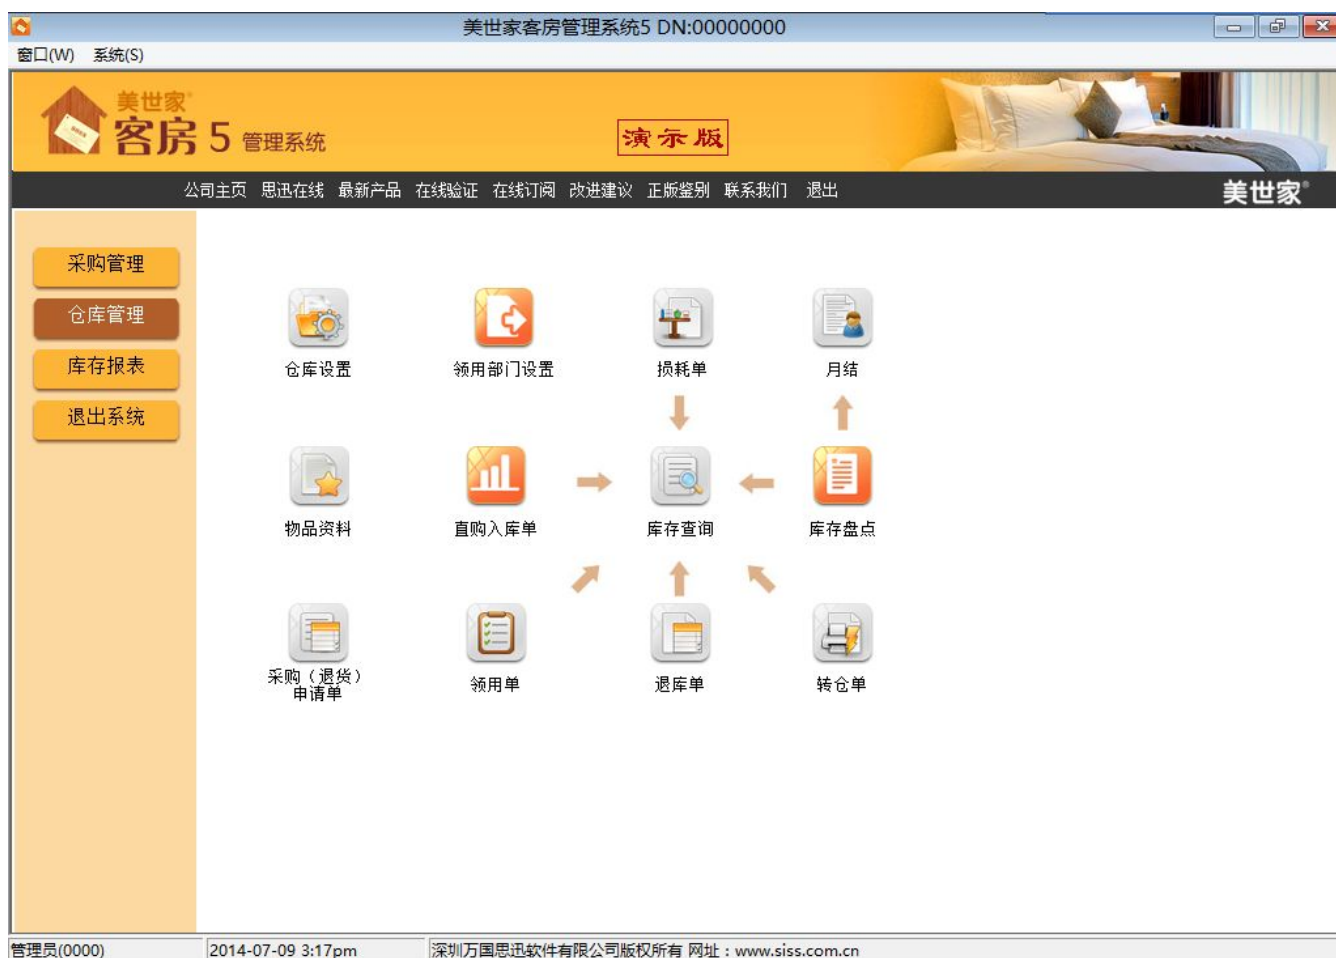 美世家客房管理系统5 DN:00000000
窗口(W) 系统(S)
美世家®
客房 5 管理系统
演示版
公司主页 思迅在线 最新产品 在线验证 在线订阅 改进建议 正版鉴别 联系我们 退出
美世家®
采购管理
仓库管理
库存报表
退出系统
仓库设置 领用部门设置 损耗单 月结
物品资料 直购入库单 库存查询 库存盘点
采购（退货）
申请单
领用单 退库单 转仓单
管理员(0000) 2014-07-09 3:17pm 深圳万国思迅软件有限公司版权所有 网址：www.siss.com.cn